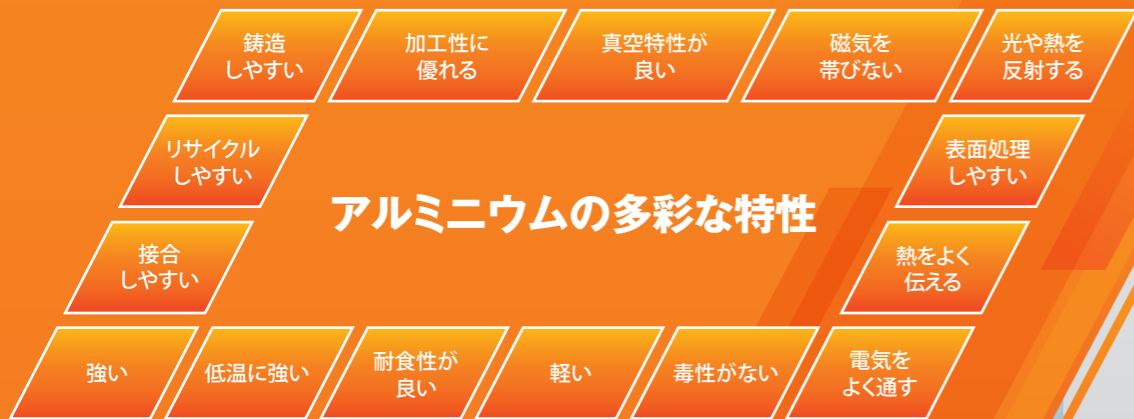 鋳造
しやすい
加工性に
優れる
真空特性が
良い
磁気を
帯びない
光や熱を
反射する
リサイクル
しやすい
表面処理
しやすい
アルミニウムの多彩な特性
接合
しやすい
熱をよく
伝える
強い
低温に強い
耐食性が
良い
軽い
毒性がない
電気を
よく通す